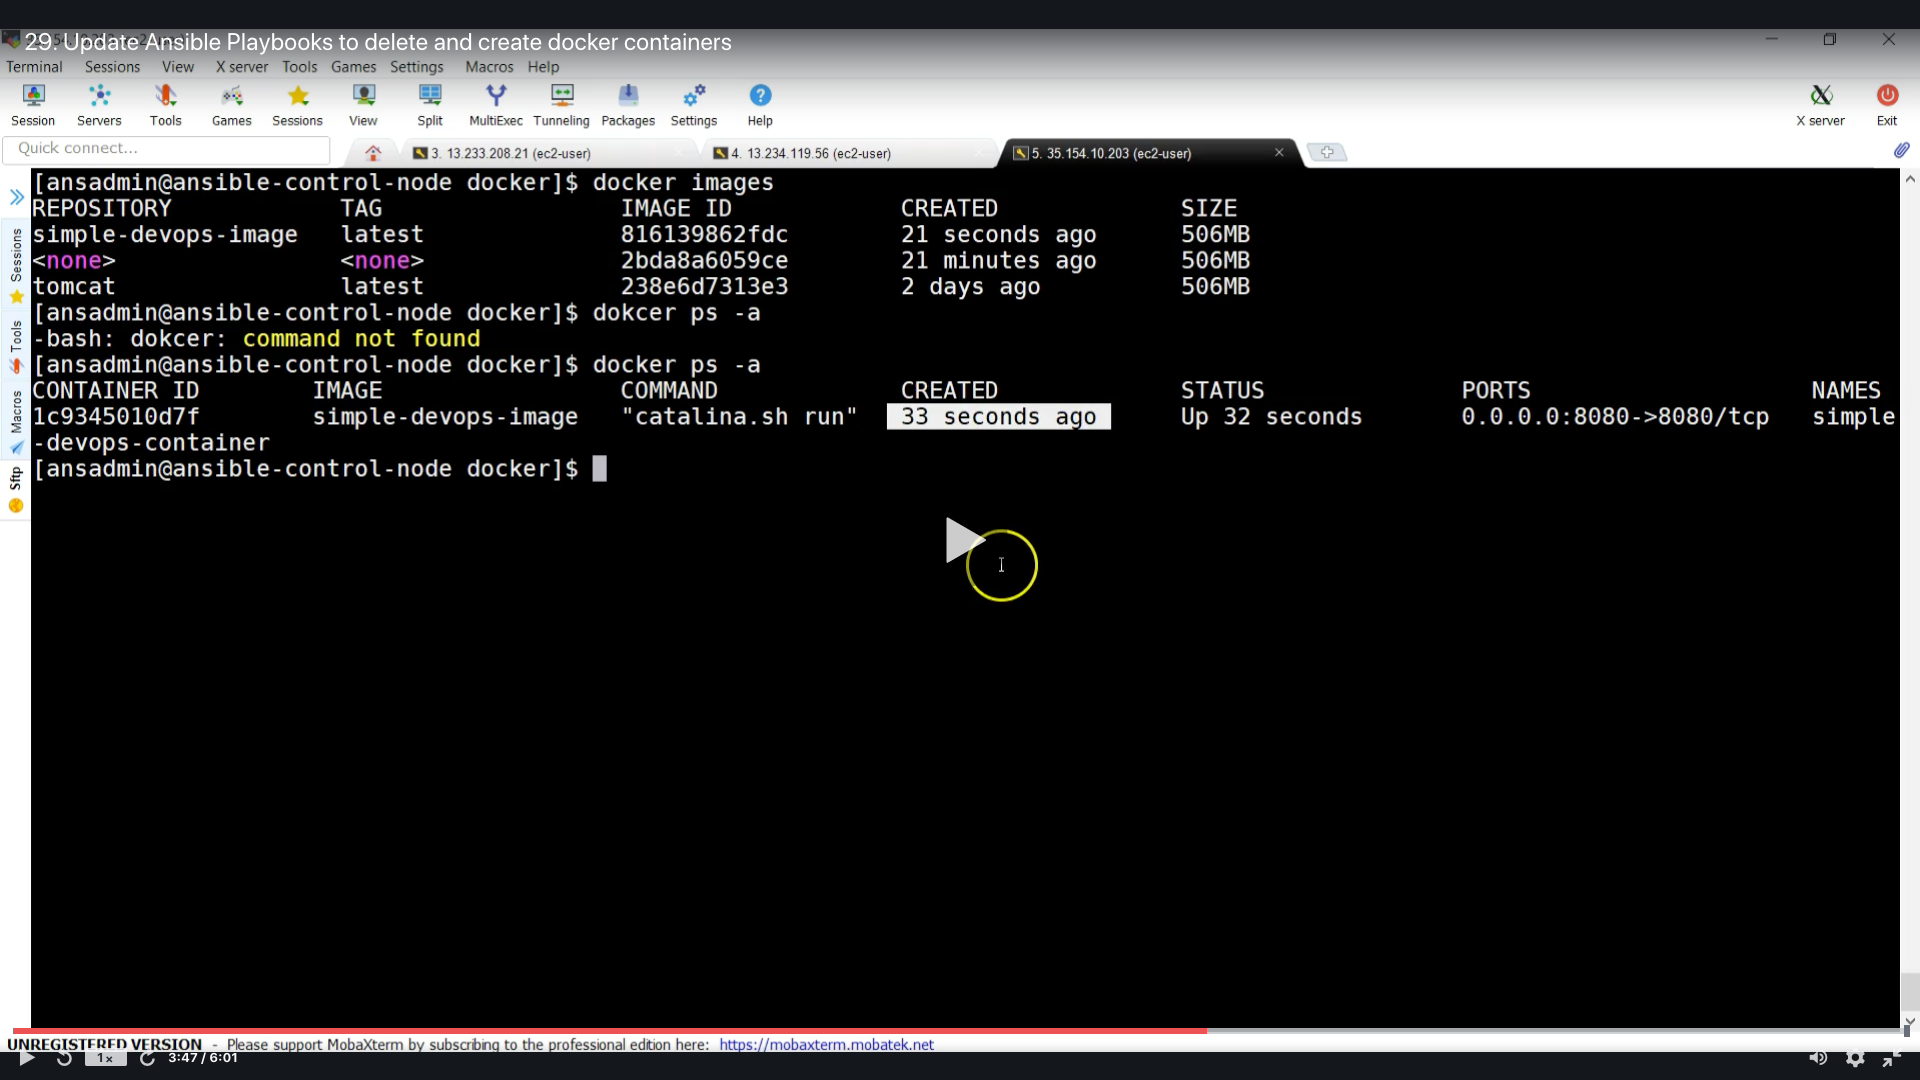 29. Update Ansible Playbooks to delete and create docker containers
Terminal Sessions View X server Tools Games Settings Macros Help
Session Servers Tools Games Sessions View Split MultiExec Tunneling Packages Settings Help X server Exit
Quick connect...
3. 13.233.208.21 (ec2-user)
4. 13.234.119.56 (ec2-user)
5. 35.154.10.203 (ec2-user)
Sessions
Tools
Macros
Sftp
[ansadmin@ansible-control-node docker]$ docker images
REPOSITORY TAG IMAGE ID CREATED SIZE
simple-devops-image latest 816139862fdc 21 seconds ago 506MB
<none> <none> 2bda8a6059ce 21 minutes ago 506MB
tomcat latest 238e6d7313e3 2 days ago 506MB
[ansadmin@ansible-control-node docker]$ dokcer ps -a
-bash: dokcer: command not found
[ansadmin@ansible-control-node docker]$ docker ps -a
CONTAINER ID IMAGE COMMAND CREATED STATUS PORTS NAMES
1c9345010d7f simple-devops-image "catalina.sh run" 33 seconds ago Up 32 seconds 0.0.0.0:8080->8080/tcp simple
-devops-container
[ansadmin@ansible-control-node docker]$
UNREGISTERED VERSION - Please support MobaXterm by subscribing to the professional edition here: https://mobaxterm.mobatek.net
1x 3:47 / 6:01